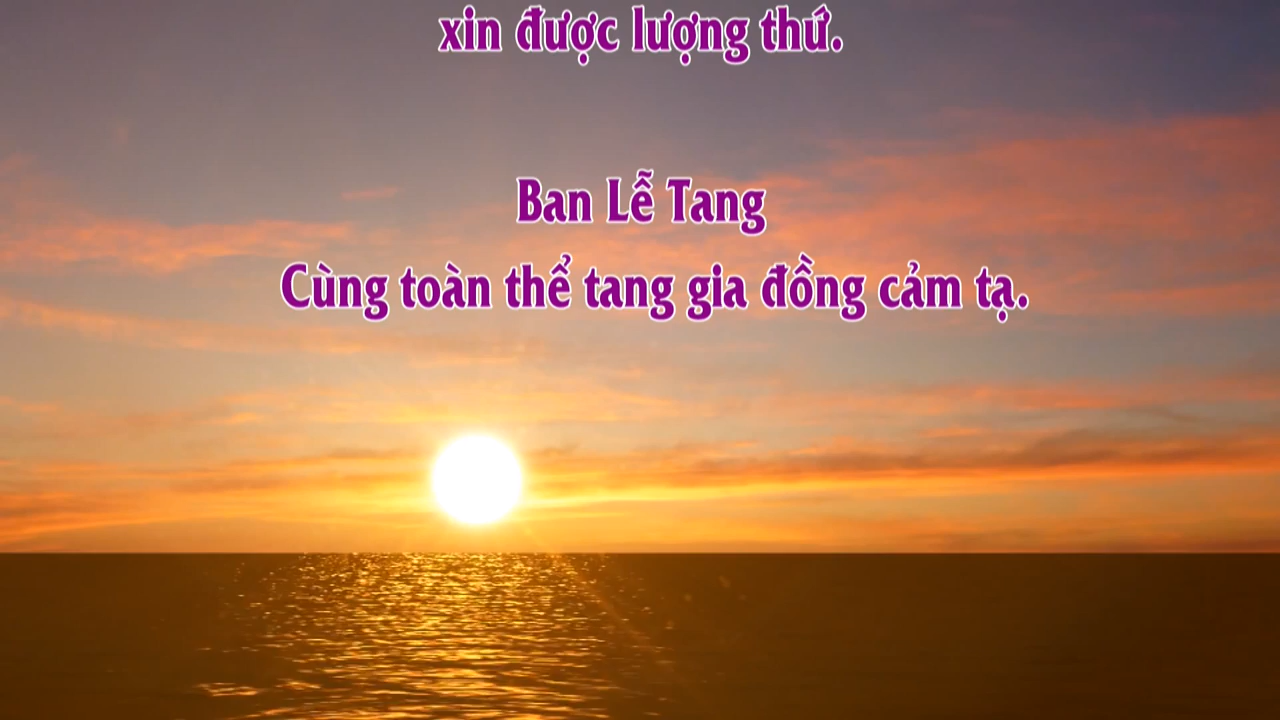 xin được lượng thứ.
Ban Lễ Tang
Cùng toàn thể tang gia đồng cảm tạ.